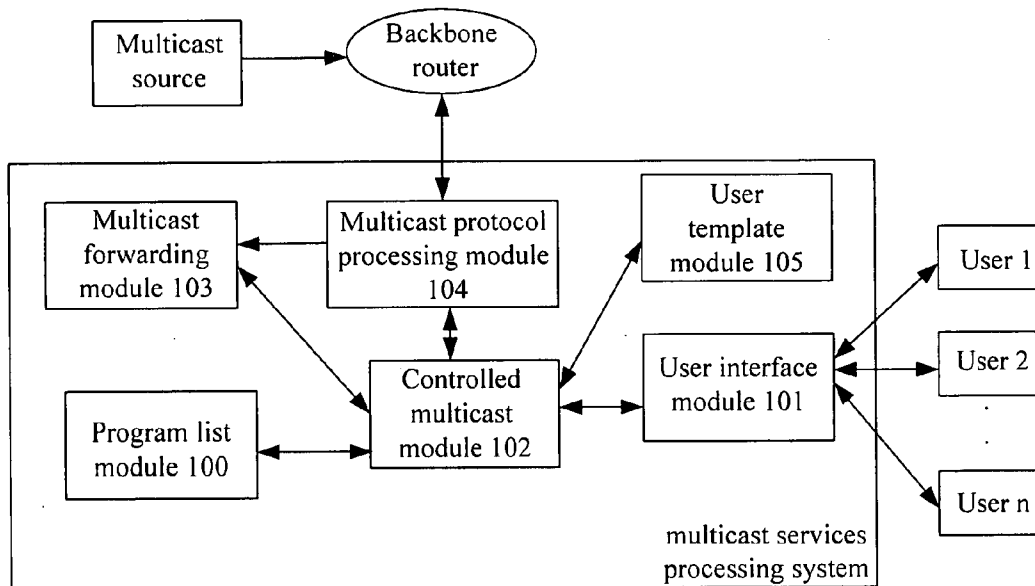 Multicast
source
Backbone
router
Multicast
forwarding
module 103
Multicast protocol
processing module
104
User
template
module 105
User 1
Program list
module 100
Controlled
multicast
module 102
User interface
module 101
User 2
User n
multicast services
processing system